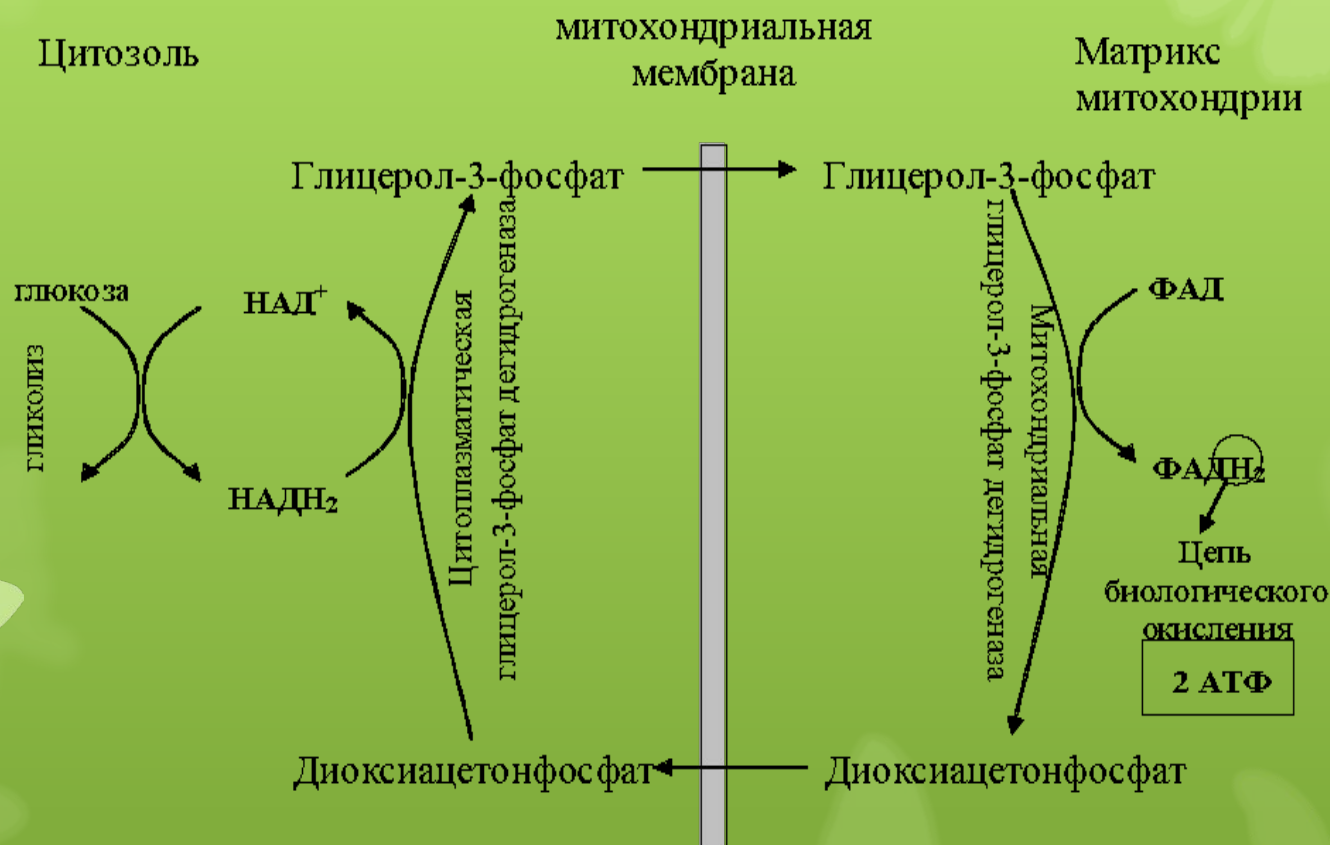 Цитозоль
митохондриальная
мембрана
Матрикс
митохондрии
Глицерол-3-фосфат
Глицерол-3-фосфат
глюкоза
гликолиз
НАД⁺
НАДН₂
Цитоплазматическая
глицерол-3-фосфат дегидрогеназа
Митохондриальная
глицерол-3-фосфат дегидрогеназа
ФАД
ФАДН₂
Цепь
биологического
окисления
2 АТФ
Диоксиацетонфосфат
Диоксиацетонфосфат